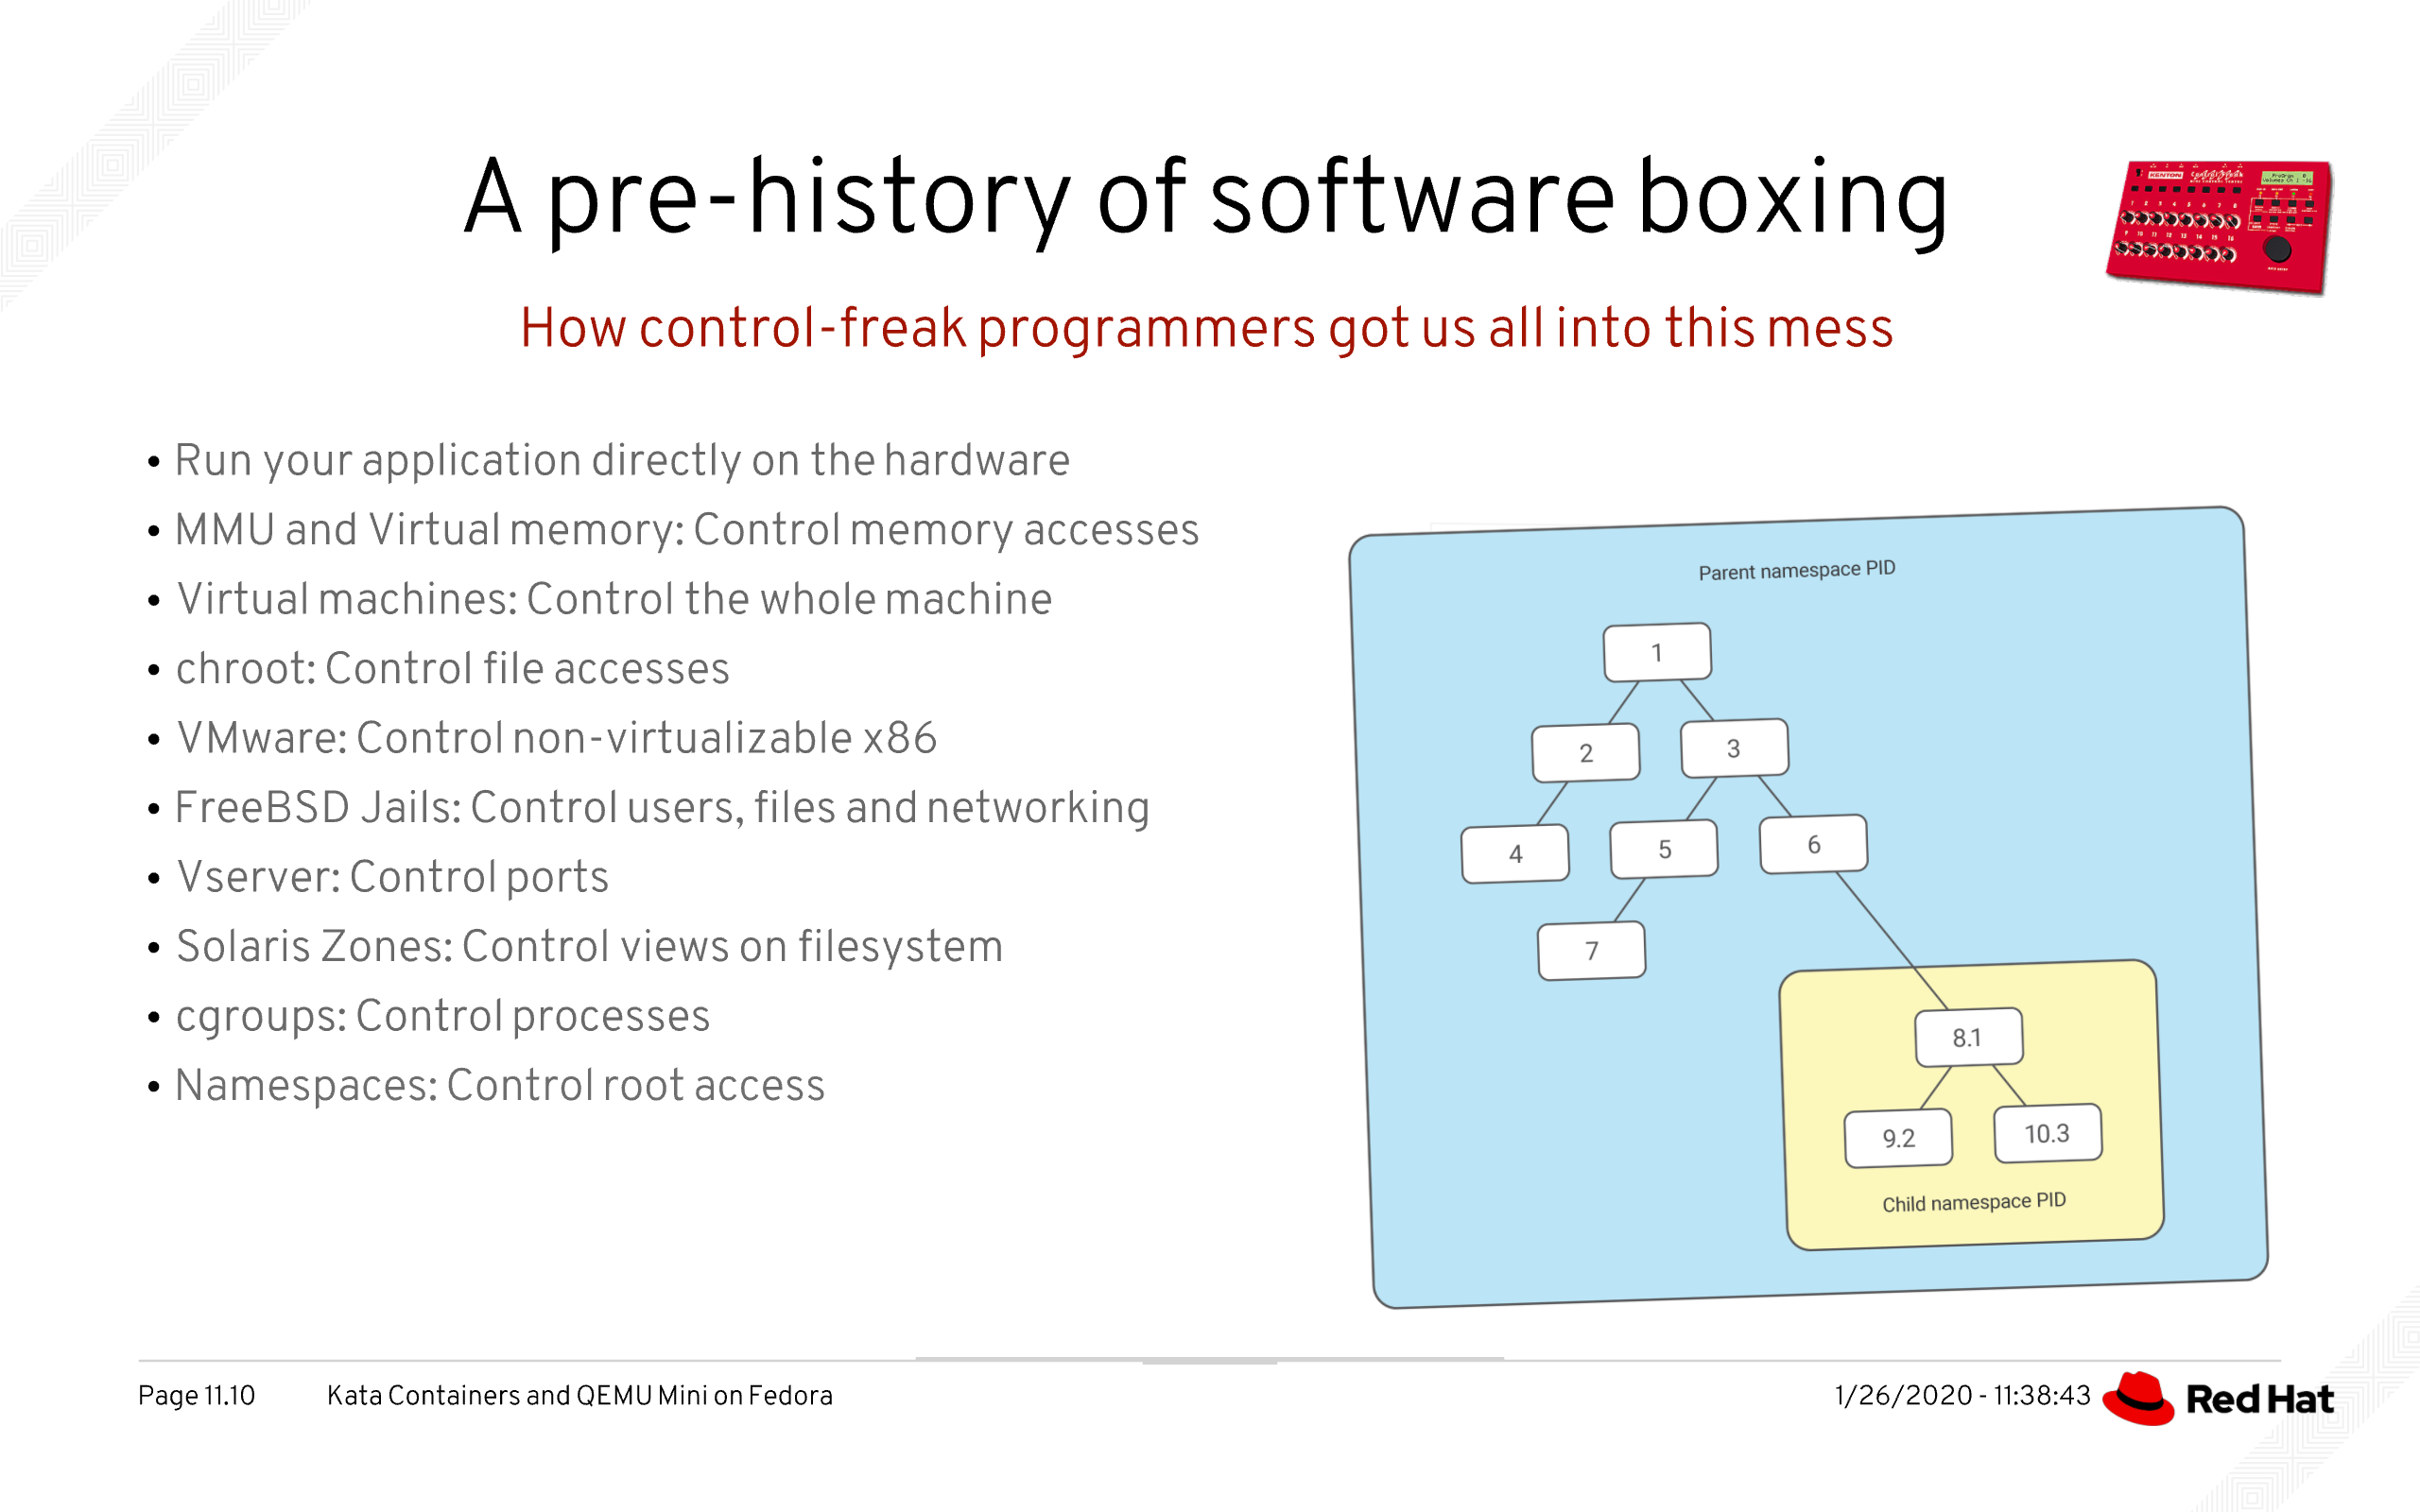 A pre-history of software boxing
How control-freak programmers got us all into this mess
KENTON
• Run your application directly on the hardware
• MMU and Virtual memory: Control memory accesses
• Virtual machines: Control the whole machine
• chroot: Control file accesses
• VMware: Control non-virtualizable x86
• FreeBSD Jails: Control users, files and networking
• Vserver: Control ports
• Solaris Zones: Control views on filesystem
• cgroups: Control processes
• Namespaces: Control root access
Parent namespace PID
1
2 3
4 5 6
7
8.1
9.2 10.3
Child namespace PID
Page 11.10 Kata Containers and QEMU Mini on Fedora 1/26/2020 - 11:38:43 Red Hat